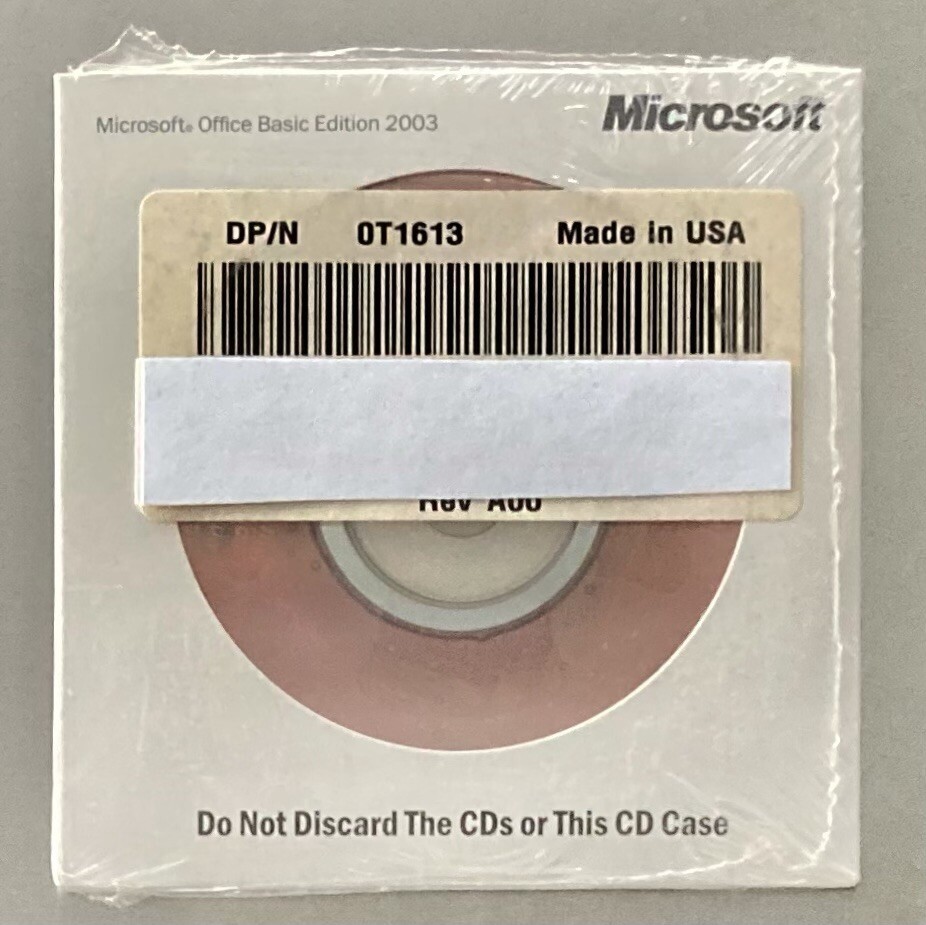 Microsoft® Office Basic Edition 2003
Microsoft
DP/N 0T1613 Made in USA
Rev A00
Do Not Discard The CDs or This CD Case